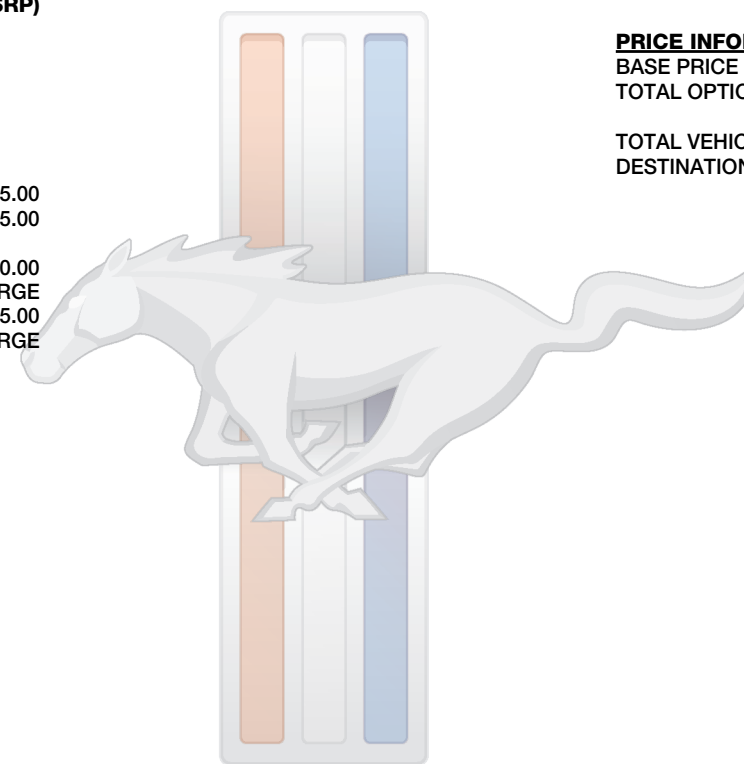 SRP)
5.00
5.00
0.00
RGE
5.00
RGE
PRICE INFO
BASE PRICE
TOTAL OPTIO
TOTAL VEHIC
DESTINATION